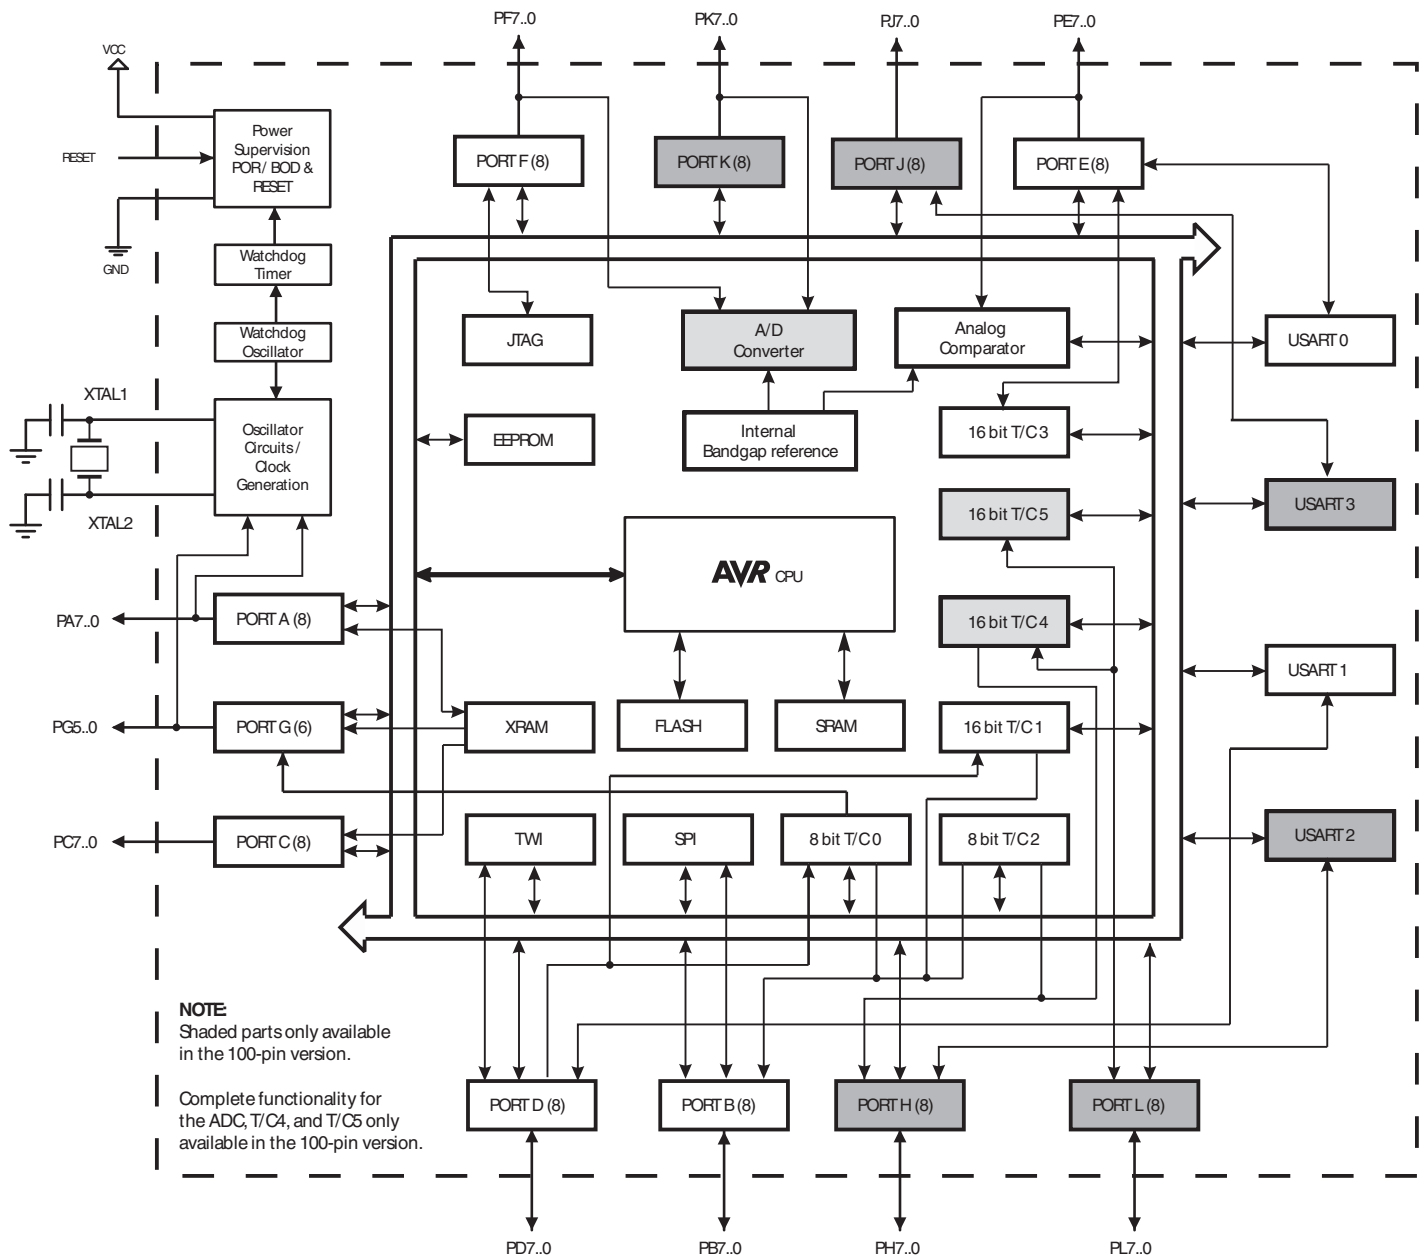 PF7..0
PK7..0
PJ7..0
PE7..0
VCC
RESET
GND
Power
Supervision
POR / BOD &
RESET
Watchdog
Timer
Watchdog
Oscillator
XTAL1
XTAL2
Oscillator
Circuits /
Clock
Generation
PORT F (8)
PORT K (8)
PORT J (8)
PORT E (8)
JTAG
A/D
Converter
Analog
Comparator
USART 0
EEPROM
Internal
Bandgap reference
16 bit T/C 3
16 bit T/C 5
USART 3
AVR CPU
16 bit T/C 4
PA7..0
PORT A (8)
USART 1
PG5..0
PORT G (6)
XRAM
FLASH
SRAM
16 bit T/C 1
PC7..0
PORT C (8)
TWI
SPI
8 bit T/C 0
8 bit T/C 2
USART 2
NOTE:
Shaded parts only available
in the 100-pin version.
Complete functionality for
the ADC, T/C4, and T/C5 only
available in the 100-pin version.
PORT D (8)
PORT B (8)
PORT H (8)
PORT L (8)
PD7..0
PB7..0
PH7..0
PL7..0